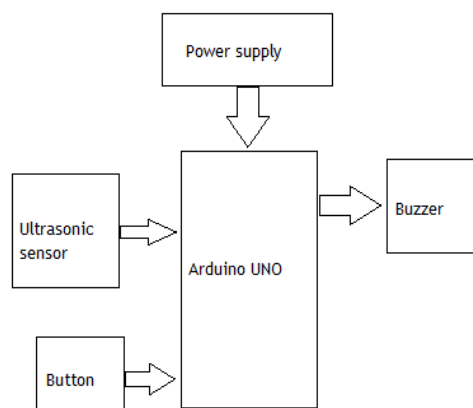 Power supply
Ultrasonic
sensor
Arduino UNO
Buzzer
Button